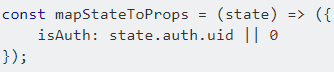 const mapStateToProps = (state) => ({
    isAuth: state.auth.uid || 0
});